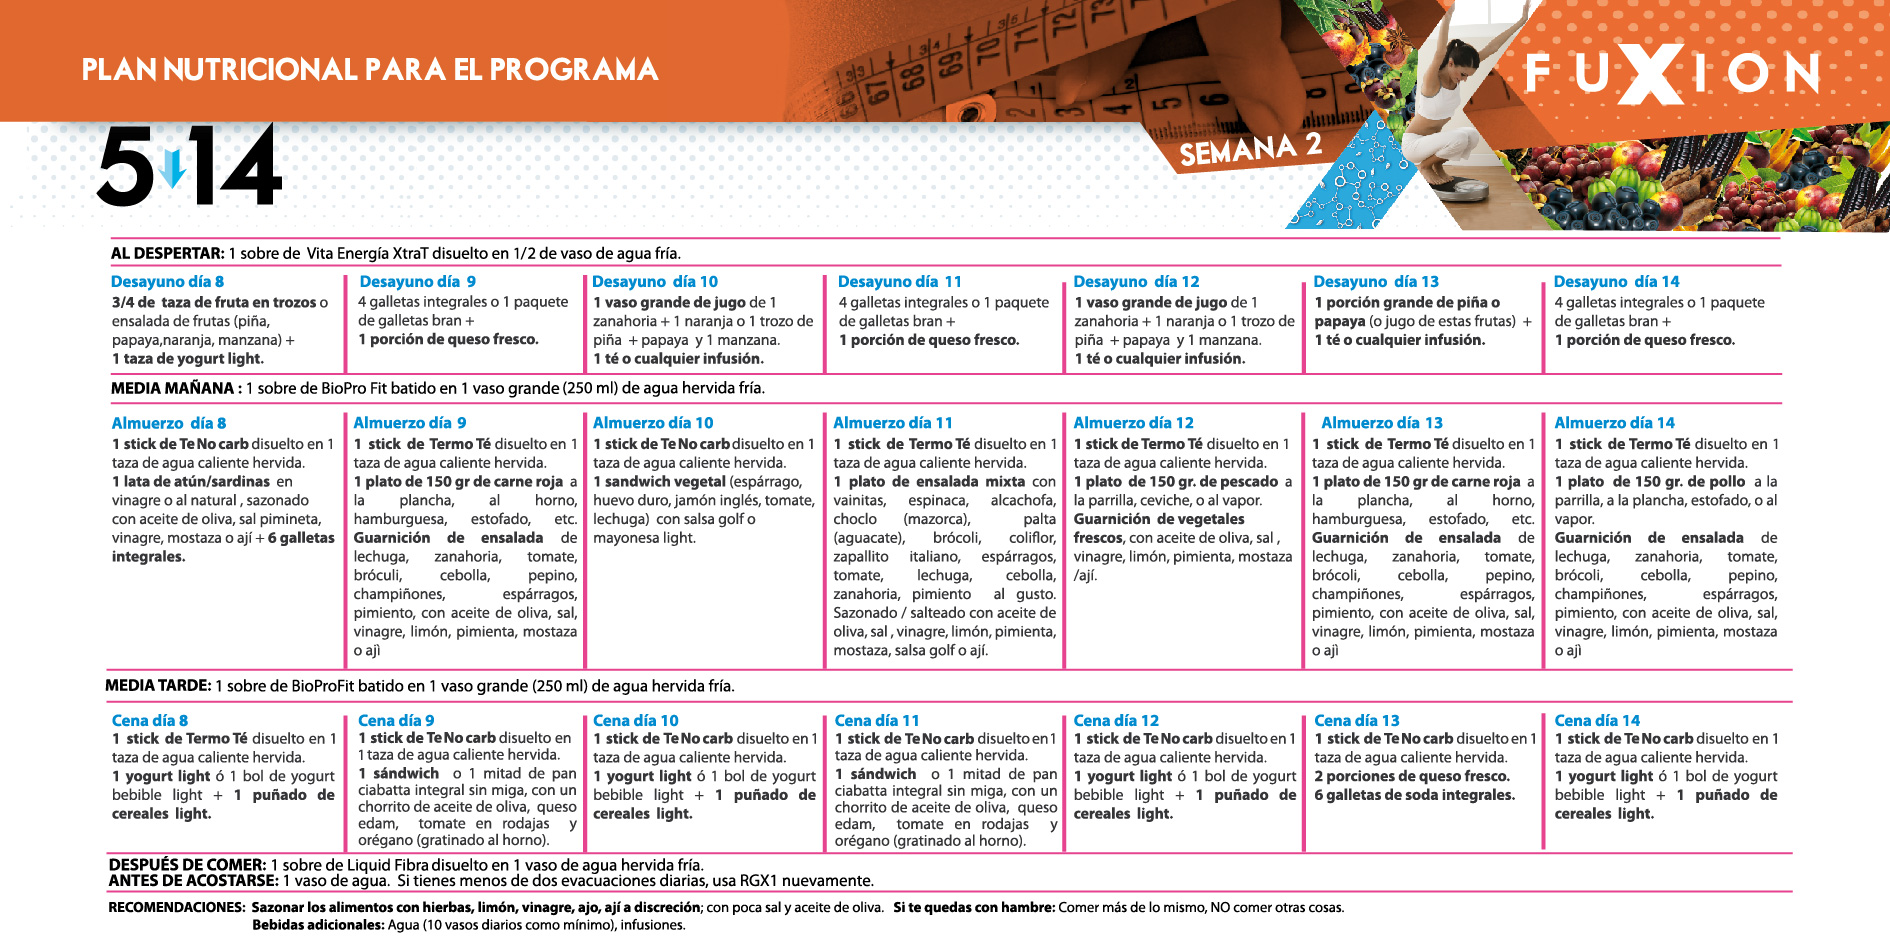 PLAN NUTRICIONAL PARA EL PROGRAMA
FUXION
5 14
SEMANA 2
AL DESPERTAR: 1 sobre de Vita Energía XtraT disuelto en 1/2 de vaso de agua fría.
Desayuno día 8
3/4 de taza de fruta en trozos o
ensalada de frutas (piña,
papaya,naranja, manzana) +
1 taza de yogurt light.
Desayuno día 9
4 galletas integrales o 1 paquete
de galletas bran +
1 porción de queso fresco.
Desayuno día 10
1 vaso grande de jugo de 1
zanahoria + 1 naranja o 1 trozo de
piña + papaya y 1 manzana.
1 té o cualquier infusión.
Desayuno día 11
4 galletas integrales o 1 paquete
de galletas bran +
1 porción de queso fresco.
Desayuno día 12
1 vaso grande de jugo de 1
zanahoria + 1 naranja o 1 trozo de
piña + papaya y 1 manzana.
1 té o cualquier infusión.
Desayuno día 13
1 porción grande de piña o
papaya (o jugo de estas frutas) +
1 té o cualquier infusión.
Desayuno día 14
4 galletas integrales o 1 paquete
de galletas bran +
1 porción de queso fresco.
MEDIA MAÑANA : 1 sobre de BioPro Fit batido en 1 vaso grande (250 ml) de agua hervida fría.
Almuerzo día 8
1 stick de Te No carb disuelto en 1
taza de agua caliente hervida.
1 lata de atún/sardinas en
vinagre o al natural , sazonado
con aceite de oliva, sal pimineta,
vinagre, mostaza o ají + 6 galletas
integrales.
Almuerzo día 9
1 stick de Termo Té disuelto en 1
taza de agua caliente hervida.
1 plato de 150 gr de carne roja a
la plancha, al horno,
hamburguesa, estofado, etc.
Guarnición de ensalada de
lechuga, zanahoria, tomate,
bróculi, cebolla, pepino,
champiñones, espárragos,
pimiento, con aceite de oliva, sal,
vinagre, limón, pimienta, mostaza
o ajì
Almuerzo día 10
1 stick de Te No carb disuelto en 1
taza de agua caliente hervida.
1 sandwich vegetal (espárrago,
huevo duro, jamón inglés, tomate,
lechuga) con salsa golf o
mayonesa light.
Almuerzo día 11
1 stick de Termo Té disuelto en 1
taza de agua caliente hervida.
1 plato de ensalada mixta con
vainitas, espinaca, alcachofa,
choclo (mazorca), palta
(aguacate), brócoli, coliflor,
zapallito italiano, espárragos,
tomate, lechuga, cebolla,
zanahoria, pimiento al gusto.
Sazonado / salteado con aceite de
oliva, sal , vinagre, limón, pimienta,
mostaza, salsa golf o ají.
Almuerzo día 12
1 stick de Termo Té disuelto en 1
taza de agua caliente hervida.
1 plato de 150 gr. de pescado a
la parrilla, ceviche, o al vapor.
Guarnición de vegetales
frescos, con aceite de oliva, sal ,
vinagre, limón, pimienta, mostaza
/ají.
Almuerzo día 13
1 stick de Termo Té disuelto en 1
taza de agua caliente hervida.
1 plato de 150 gr de carne roja a
la plancha, al horno,
hamburguesa, estofado, etc.
Guarnición de ensalada de
lechuga, zanahoria, tomate,
brócoli, cebolla, pepino,
champiñones, espárragos,
pimiento, con aceite de oliva, sal,
vinagre, limón, pimienta, mostaza
o ajì
Almuerzo día 14
1 stick de Termo Té disuelto en 1
taza de agua caliente hervida.
1 plato de 150 gr. de pollo a la
parrilla, a la plancha, estofado, o al
vapor.
Guarnición de ensalada de
lechuga, zanahoria, tomate,
brócoli, cebolla, pepino,
champiñones, espárragos,
pimiento, con aceite de oliva, sal,
vinagre, limón, pimienta, mostaza
o ajì
MEDIA TARDE: 1 sobre de BioProFit batido en 1 vaso grande (250 ml) de agua hervida fría.
Cena día 8
1 stick de Termo Té disuelto en 1
taza de agua caliente hervida.
1 yogurt light ó 1 bol de yogurt
bebible light + 1 puñado de
cereales light.
Cena día 9
1 stick de Te No carb disuelto en
1 taza de agua caliente hervida.
1 sándwich o 1 mitad de pan
ciabatta integral sin miga, con un
chorrito de aceite de oliva, queso
edam, tomate en rodajas y
orégano (gratinado al horno).
Cena día 10
1 stick de Te No carb disuelto en 1
taza de agua caliente hervida.
1 yogurt light ó 1 bol de yogurt
bebible light + 1 puñado de
cereales light.
Cena día 11
1 stick de Te No carb disuelto en 1
taza de agua caliente hervida.
1 sándwich o 1 mitad de pan
ciabatta integral sin miga, con un
chorrito de aceite de oliva, queso
edam, tomate en rodajas y
orégano (gratinado al horno).
Cena día 12
1 stick de Te No carb disuelto en 1
taza de agua caliente hervida.
1 yogurt light ó 1 bol de yogurt
bebible light + 1 puñado de
cereales light.
Cena día 13
1 stick de Te No carb disuelto en 1
taza de agua caliente hervida.
2 porciones de queso fresco.
6 galletas de soda integrales.
Cena día 14
1 stick de Te No carb disuelto en 1
taza de agua caliente hervida.
1 yogurt light ó 1 bol de yogurt
bebible light + 1 puñado de
cereales light.
DESPUÉS DE COMER: 1 sobre de Liquid Fibra disuelto en 1 vaso de agua hervida fría.
ANTES DE ACOSTARSE: 1 vaso de agua. Si tienes menos de dos evacuaciones diarias, usa RGX1 nuevamente.
RECOMENDACIONES: Sazonar los alimentos con hierbas, limón, vinagre, ajo, ají a discreción; con poca sal y aceite de oliva. Si te quedas con hambre: Comer más de lo mismo, NO comer otras cosas.
Bebidas adicionales: Agua (10 vasos diarios como mínimo), infusiones.